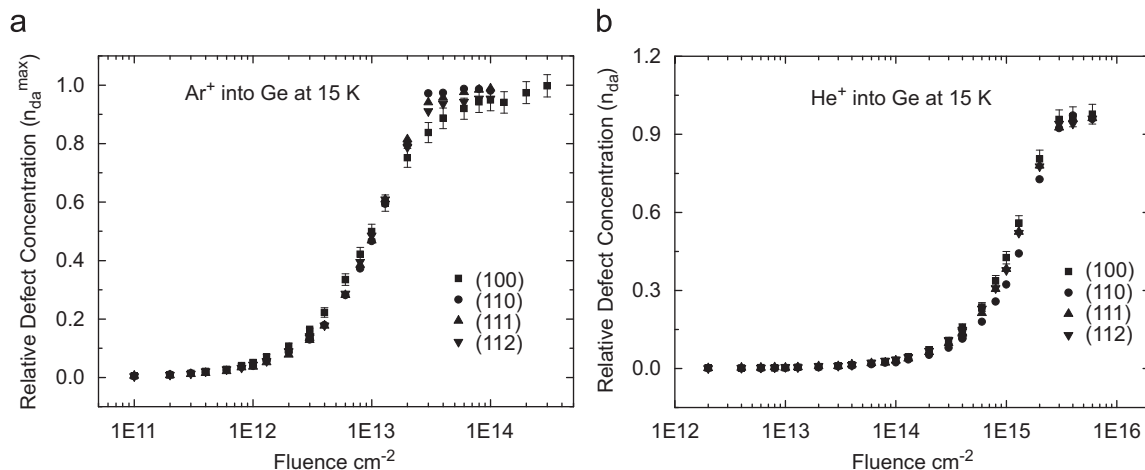 a
Relative Defect Concentration (n_da^max)
1.0
0.8
0.6
0.4
0.2
0.0
Ar⁺ into Ge at 15 K
(100)
(110)
(111)
(112)
1E11 1E12 1E13 1E14
Fluence cm⁻²
b
Relative Defect Concentration (n_da)
1.2
0.9
0.6
0.3
0.0
He⁺ into Ge at 15 K
(100)
(110)
(111)
(112)
1E12 1E13 1E14 1E15 1E16
Fluence cm⁻²